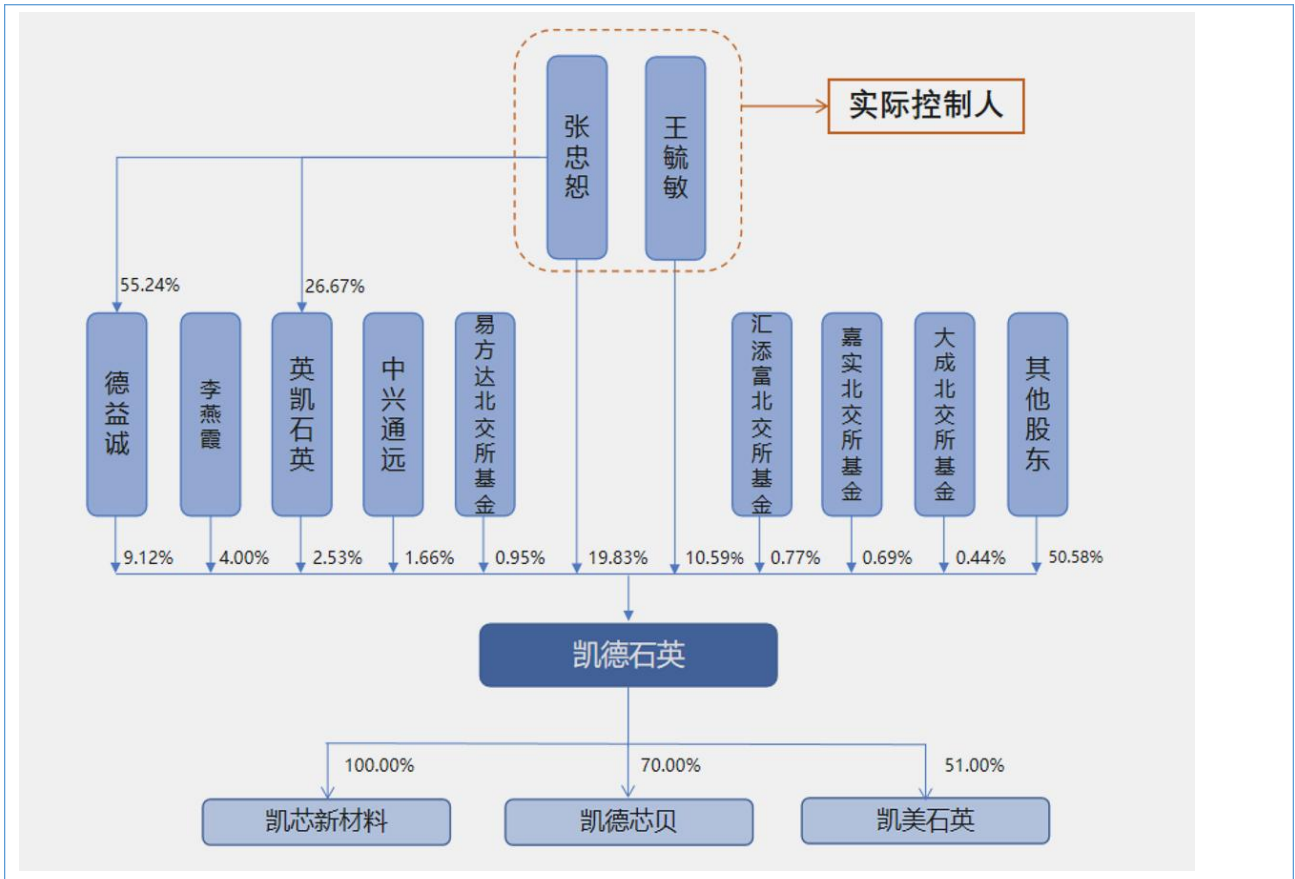 张忠恕
王毓敏
实际控制人
55.24%
26.67%
德益诚
李燕霞
英凯石英
中兴通远
易方达北交所基金
汇添富北交所基金
嘉实北交所基金
大成北交所基金
其他股东
9.12%
4.00%
2.53%
1.66%
0.95%
19.83%
10.59%
0.77%
0.69%
0.44%
50.58%
凯德石英
100.00%
70.00%
51.00%
凯芯新材料
凯德芯贝
凯美石英